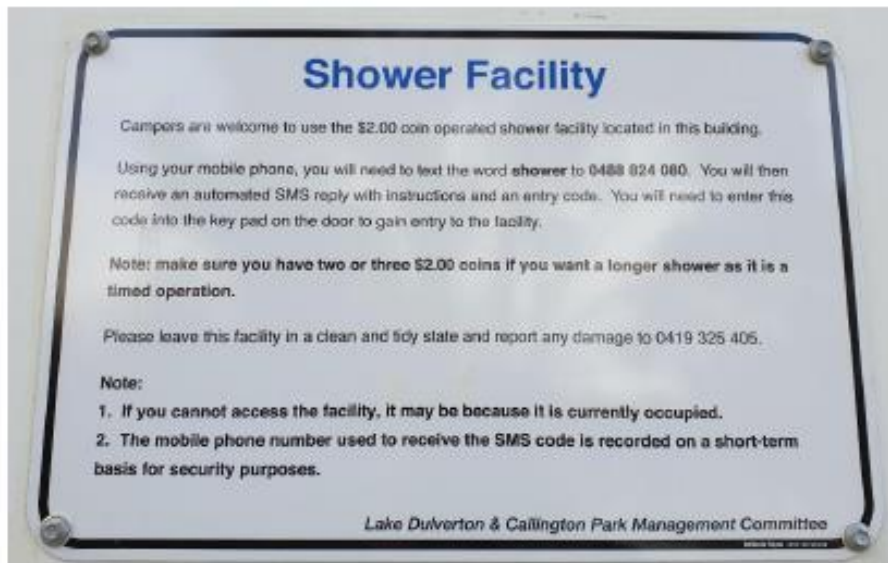 Shower Facility
Campers are welcome to use the $2.00 coin operated shower facility located in this building.
Using your mobile phone, you will need to text the word shower to 0488 824 080. You will then
receive an automated SMS reply with instructions and an entry code. You will need to enter this
code into the key pad on the door to gain entry to the facility.
Note: make sure you have two or three $2.00 coins if you want a longer shower as it is a
timed operation.
Please leave this facility in a clean and tidy state and report any damage to 0419 325 405.
Note:
1. If you cannot access the facility, it may be because it is currently occupied.
2. The mobile phone number used to receive the SMS code is recorded on a short-term
basis for security purposes.
Lake Dulverton & Callington Park Management Committee